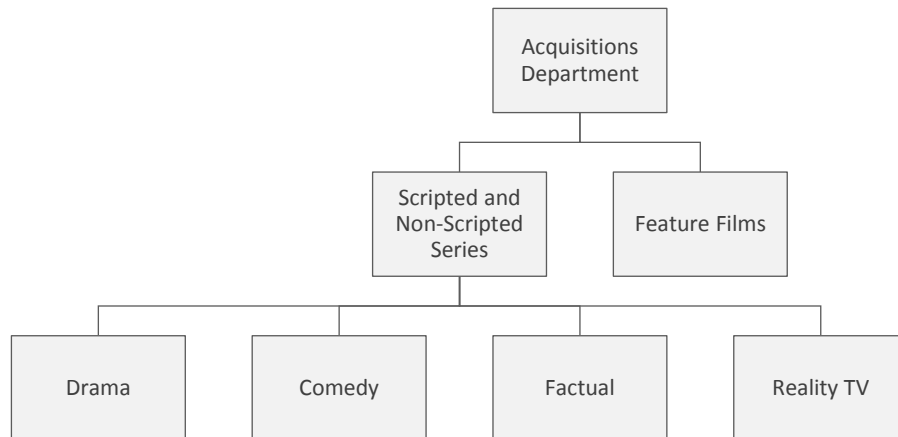 Acquisitions
Department
Scripted and
Non-Scripted
Series
Feature Films
Drama
Comedy
Factual
Reality TV